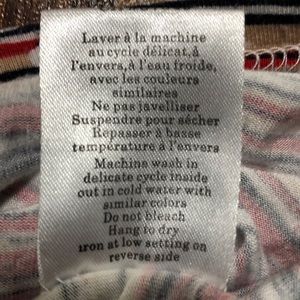 Laver à la machine
au cycle délicat,à
l'envers,à l'eau froide,
avec les couleurs
similaires
Ne pas javelliser
Suspendre pour sécher
Repasser à basse
température à l'envers
Machine wash in
delicate cycle inside
out in cold water with
similar colors
Do not bleach
Hang to dry
iron at low setting on
reverse side